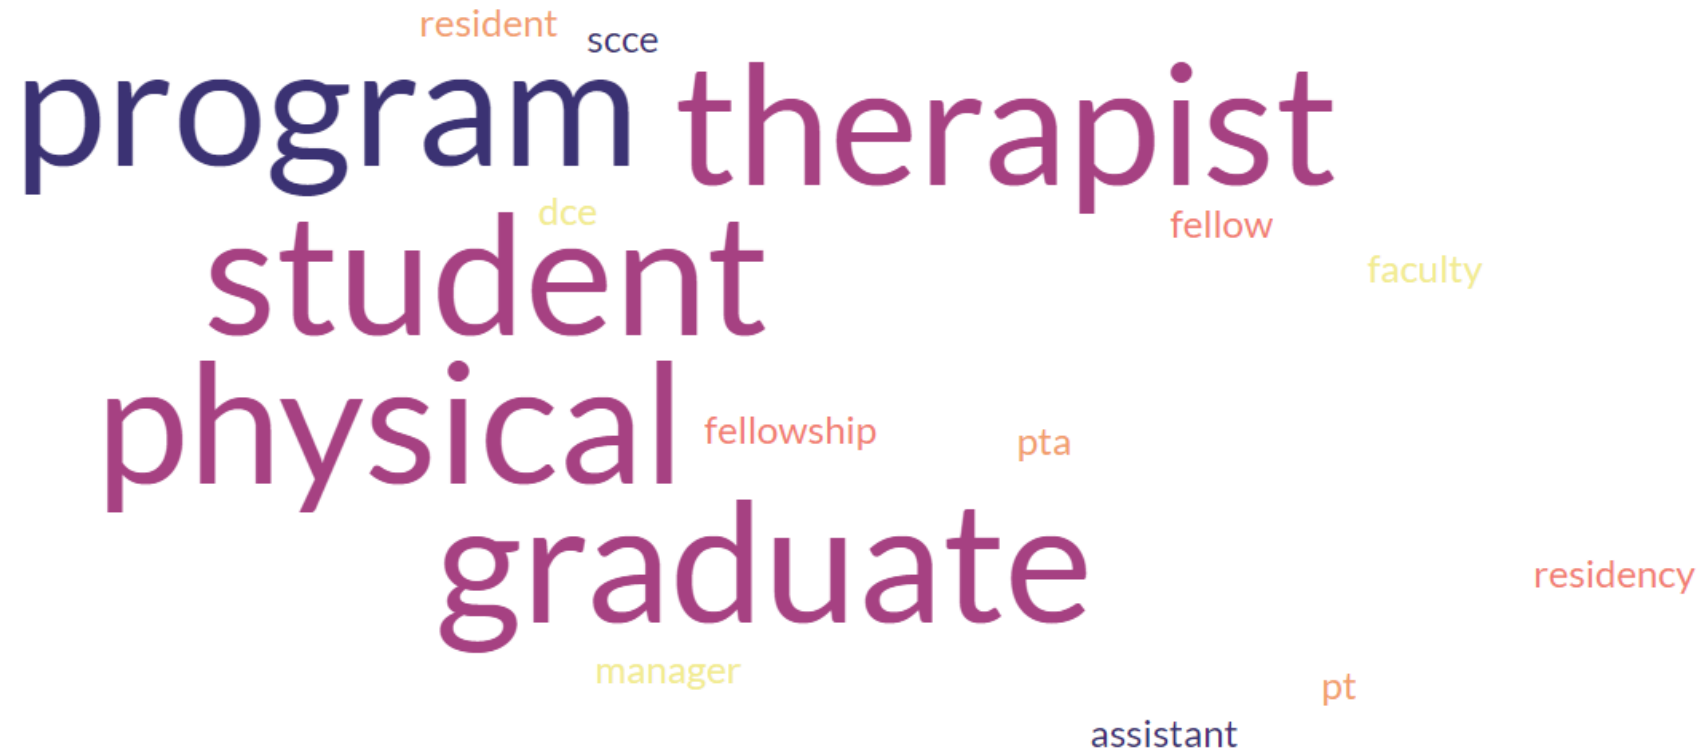 resident
scce
program therapist
dce
fellow
student
faculty
physical
fellowship
pta
graduate
residency
manager
pt
assistant